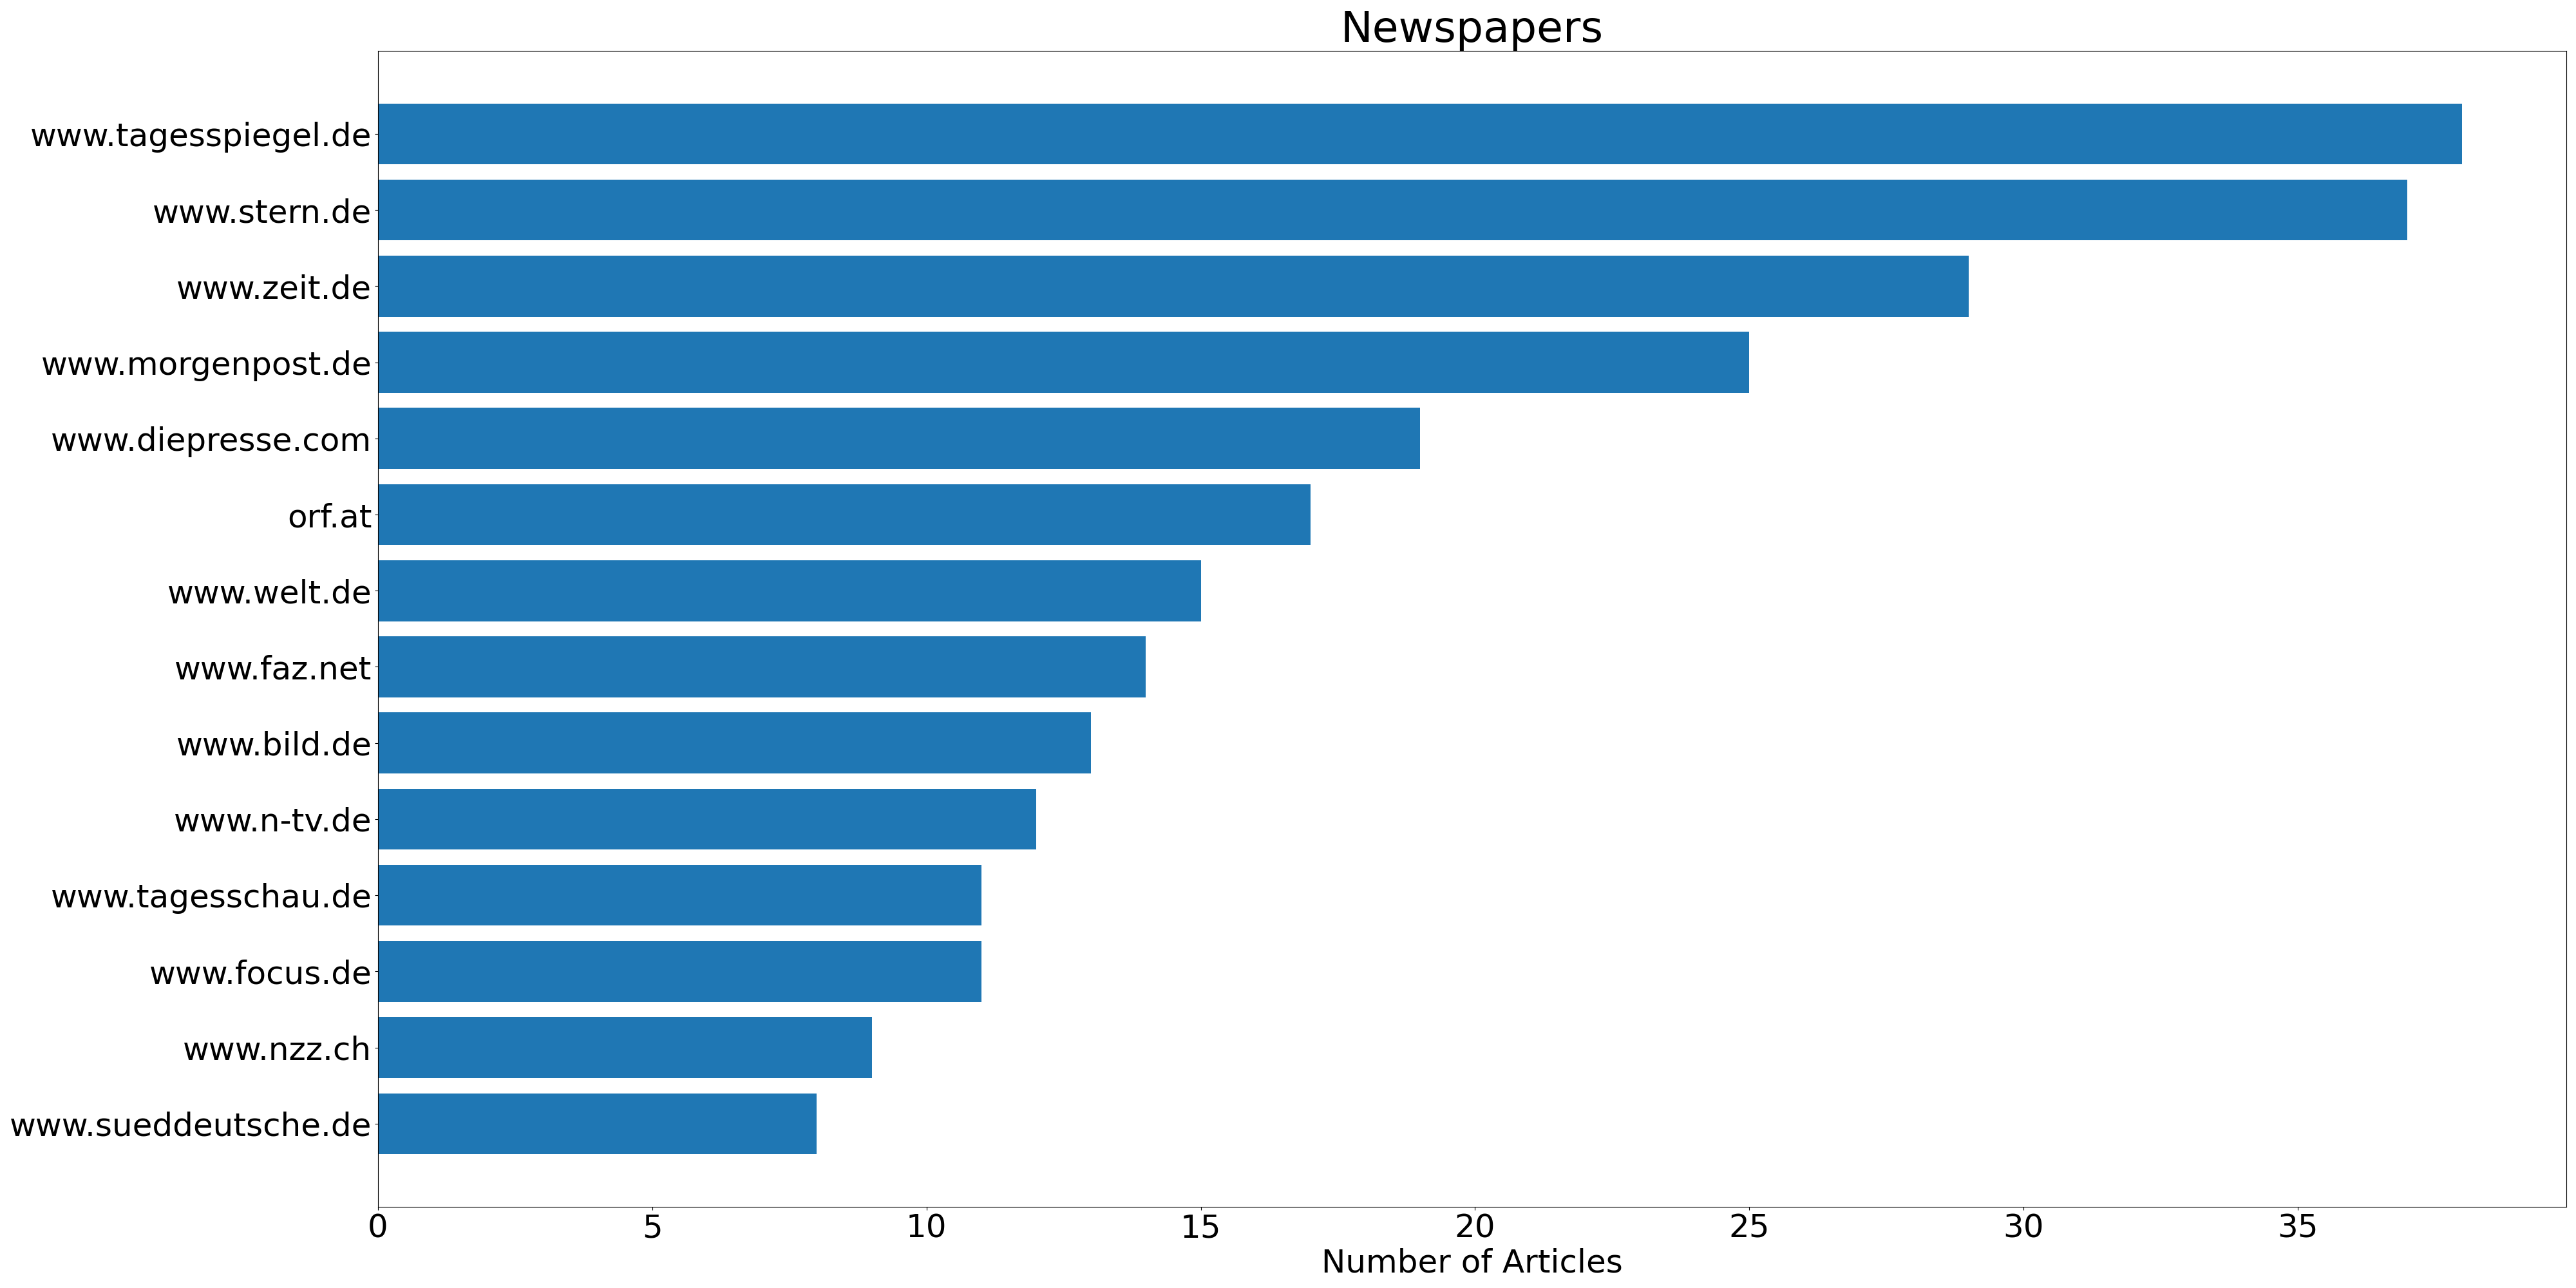 Newspapers
www.tagesspiegel.de
www.stern.de
www.zeit.de
www.morgenpost.de
www.diepresse.com
orf.at
www.welt.de
www.faz.net
www.bild.de
www.n-tv.de
www.tagesschau.de
www.focus.de
www.nzz.ch
www.sueddeutsche.de
0 5 10 15 20 25 30 35
Number of Articles